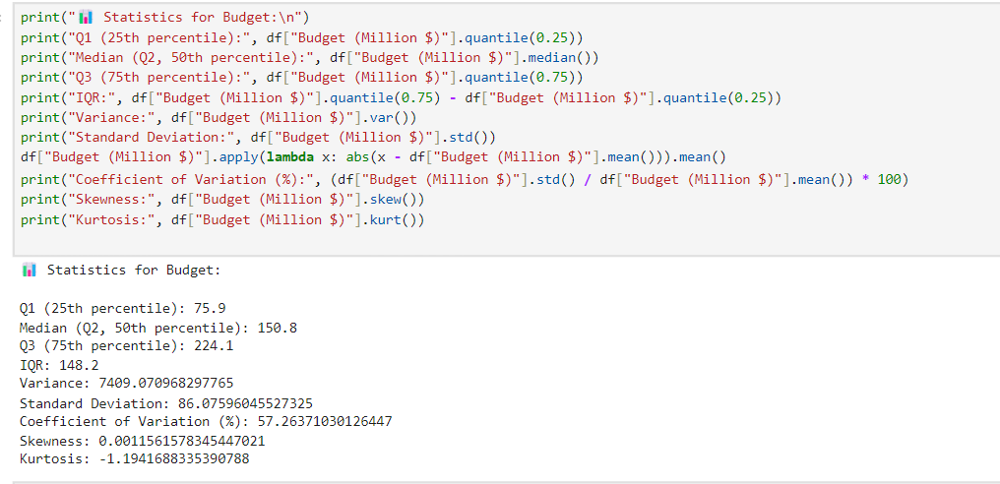 print("📊 Statistics for Budget:\n")
print("Q1 (25th percentile):", df["Budget (Million $)"].quantile(0.25))
print("Median (Q2, 50th percentile):", df["Budget (Million $)"].median())
print("Q3 (75th percentile):", df["Budget (Million $)"].quantile(0.75))
print("IQR:", df["Budget (Million $)"].quantile(0.75) - df["Budget (Million $)"].quantile(0.25))
print("Variance:", df["Budget (Million $)"].var())
print("Standard Deviation:", df["Budget (Million $)"].std())
df["Budget (Million $)"].apply(lambda x: abs(x - df["Budget (Million $)"].mean())).mean()
print("Coefficient of Variation (%):", (df["Budget (Million $)"].std() / df["Budget (Million $)"].mean()) * 100)
print("Skewness:", df["Budget (Million $)"].skew())
print("Kurtosis:", df["Budget (Million $)"].kurt())
📊 Statistics for Budget:
Q1 (25th percentile): 75.9
Median (Q2, 50th percentile): 150.8
Q3 (75th percentile): 224.1
IQR: 148.2
Variance: 7409.070968297765
Standard Deviation: 86.07596045527325
Coefficient of Variation (%): 57.26371030126447
Skewness: 0.0011561578345447021
Kurtosis: -1.1941688335390788